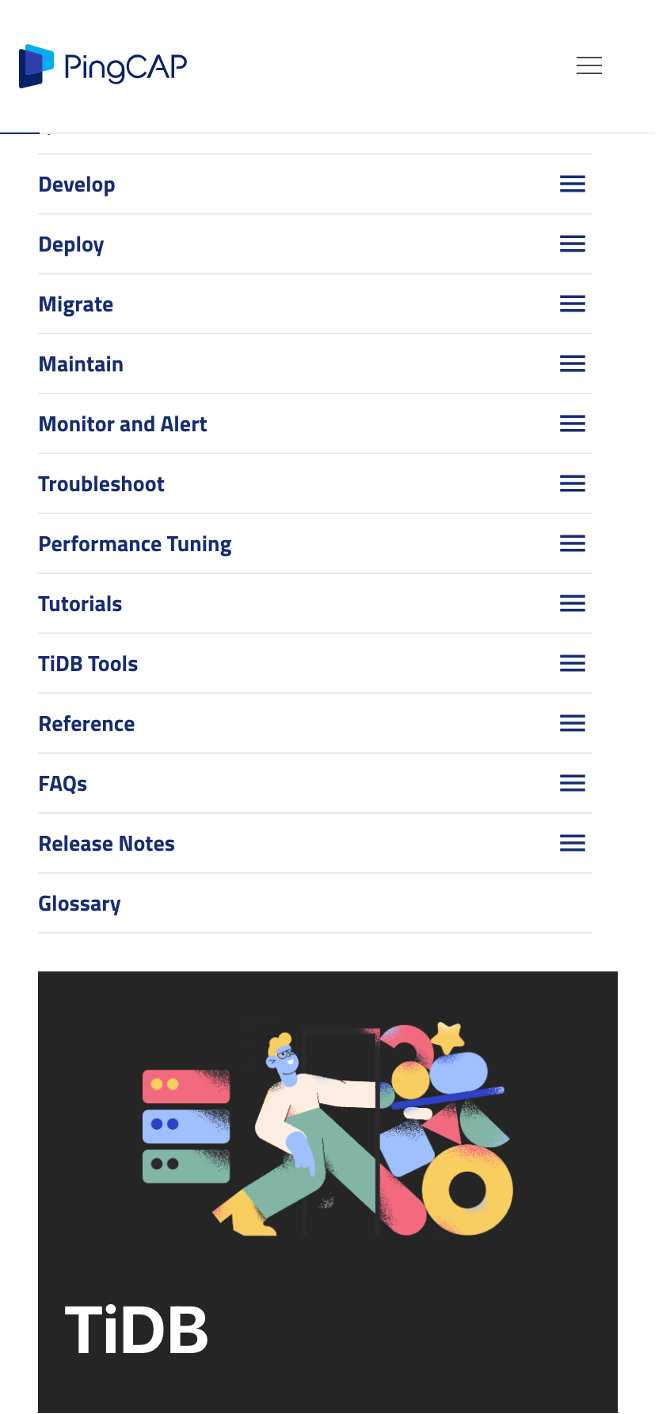 PingCAP
Develop
Deploy
Migrate
Maintain
Monitor and Alert
Troubleshoot
Performance Tuning
Tutorials
TiDB Tools
Reference
FAQs
Release Notes
Glossary
TiDB